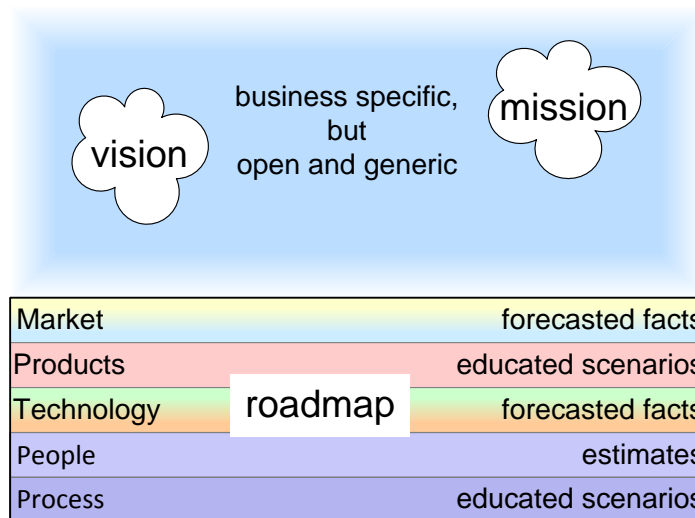 vision
business specific,
but
open and generic
mission
Market forecasted facts
Products educated scenarios
Technology forecasted facts
roadmap
People estimates
Process educated scenarios